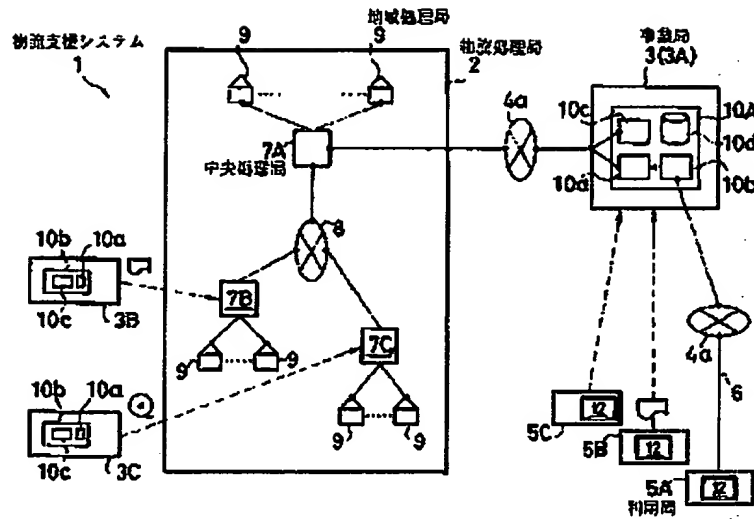 物流支援システム
1
9
地域処理局
9
物流処理局
2
7A
中央処理局
4a
事務局
3(3A)
10c
10A
10d
10a
10b
8
10b 10a
10c
3B
7B
9
9
7C
10b 10a
10c
3C
9
9
4a
6
12
5C
12
5B
12
5A
利用局